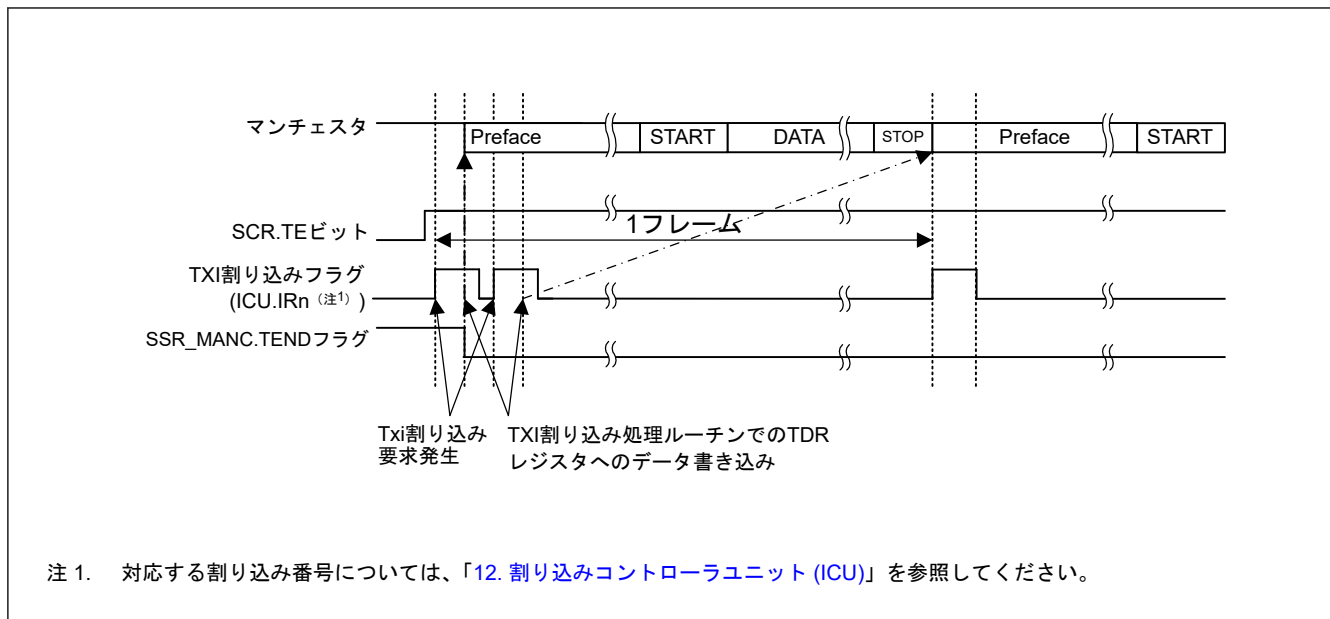 マンチェスタ
Preface
START
DATA
STOP
Preface
START
SCR.TEビット
1フレーム
TXI割り込みフラグ
(ICU.IRn（注1）)
SSR_MANC.TENDフラグ
Txi割り込み
要求発生
TXI割り込み処理ルーチンでのTDR
レジスタへのデータ書き込み
注 1. 対応する割り込み番号については、「12. 割り込みコントローラユニット (ICU)」を参照してください。